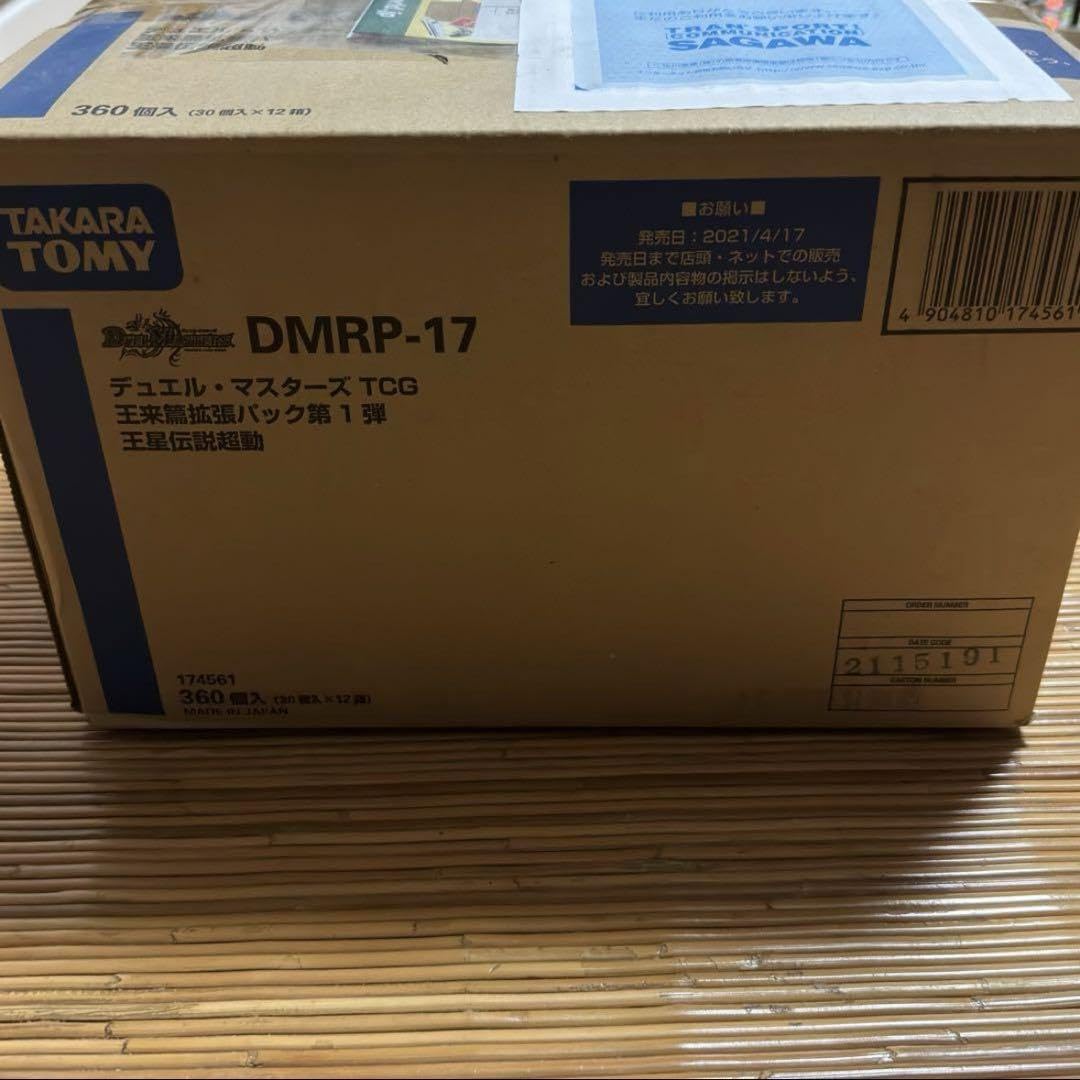 TRANSPORT!
COMMUNICATION
SAGAWA
360個入 (30個入×12箱)
TAKARA
TOMY
■お願い■
発売日：2021/4/17
発売日まで店頭・ネットでの販売
および製品内容物の掲示はしないよう、
宜しくお願い致します。
4 904810 174561
DUEL MASTERS DMRP-17
デュエル・マスターズ TCG
王来篇拡張パック第1弾
王星伝説超動
ORDER NUMBER
DATE CODE
2115191
CARTON NUMBER
174561
360個入 (30個入×12箱)
MADE IN JAPAN